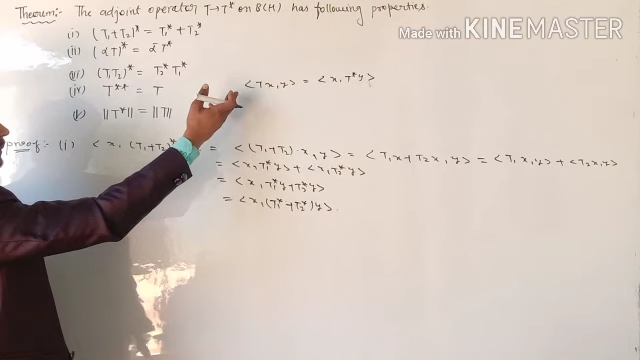 Theorem: The adjoint operator T→T* on B(H) has following properties.
(i) (T₁+T₂)* = T₁* + T₂*
(ii) (αT)* = α̅ T*
(iii) (T₁T₂)* = T₂* T₁*
(iv) T** = T
(v) ||T*|| = ||T||
<Tx,y> = <x,T*y>
proof:- (i) <x, (T₁+T₂)* = <(T₁+T₂)·x, y> = <T₁x+T₂x, y> = <T₁x,y> + <T₂x,y>
= <x,T₁*y> + <x,T₂*y>
= <x, T₁*y+T₂*y>
= <x,(T₁*+T₂*)y>.
Made with KINEMASTER